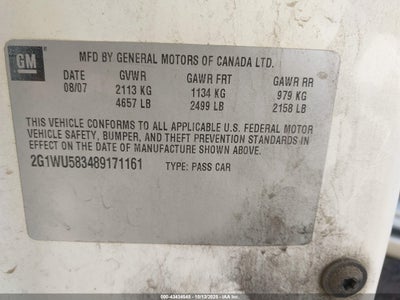 GM
MFD BY GENERAL MOTORS OF CANADA LTD.
DATE GVWR GAWR FRT GAWR RR
08/07 2113 KG 1134 KG 979 KG
4657 LB 2499 LB 2158 LB
THIS VEHICLE CONFORMS TO ALL APPLICABLE U.S. FEDERAL MOTOR
VEHICLE SAFETY, BUMPER, AND THEFT PREVENTION STANDARDS IN
EFFECT ON THE DATE OF MANUFACTURE SHOWN ABOVE.
2G1WU583489171161 TYPE: PASS CAR